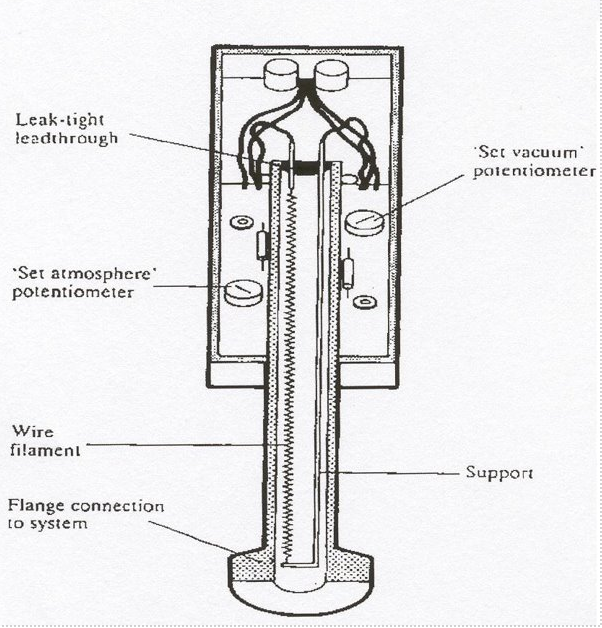 Leak-tight
leadthrough
'Set vacuum'
potentiometer
'Set atmosphere'
potentiometer
Wire
filament
Support
Flange connection
to system